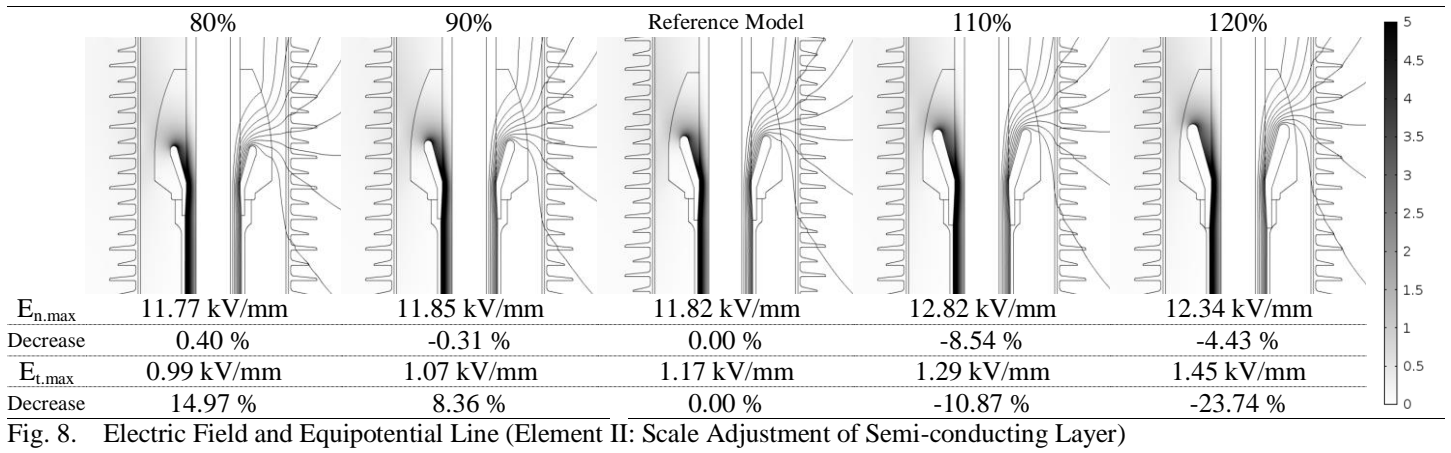 80% 90% Reference Model 110% 120%
5
4.5
4
3.5
3
2.5
2
1.5
1
0.5
0
E_n.max 11.77 kV/mm 11.85 kV/mm 11.82 kV/mm 12.82 kV/mm 12.34 kV/mm
Decrease 0.40 % -0.31 % 0.00 % -8.54 % -4.43 %
E_t.max 0.99 kV/mm 1.07 kV/mm 1.17 kV/mm 1.29 kV/mm 1.45 kV/mm
Decrease 14.97 % 8.36 % 0.00 % -10.87 % -23.74 %
Fig. 8. Electric Field and Equipotential Line (Element II: Scale Adjustment of Semi-conducting Layer)